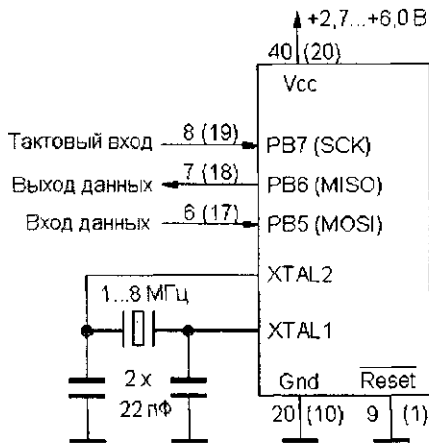 +2,7...+6,0 В
40 (20)
Vcc
Тактовый вход 8 (19) PB7 (SCK)
Выход данных 7 (18) PB6 (MISO)
Вход данных 6 (17) PB5 (MOSI)
XTAL2
1...8 МГц
XTAL1
2 x
22 пФ
Gnd Reset
20 (10) 9 (1)